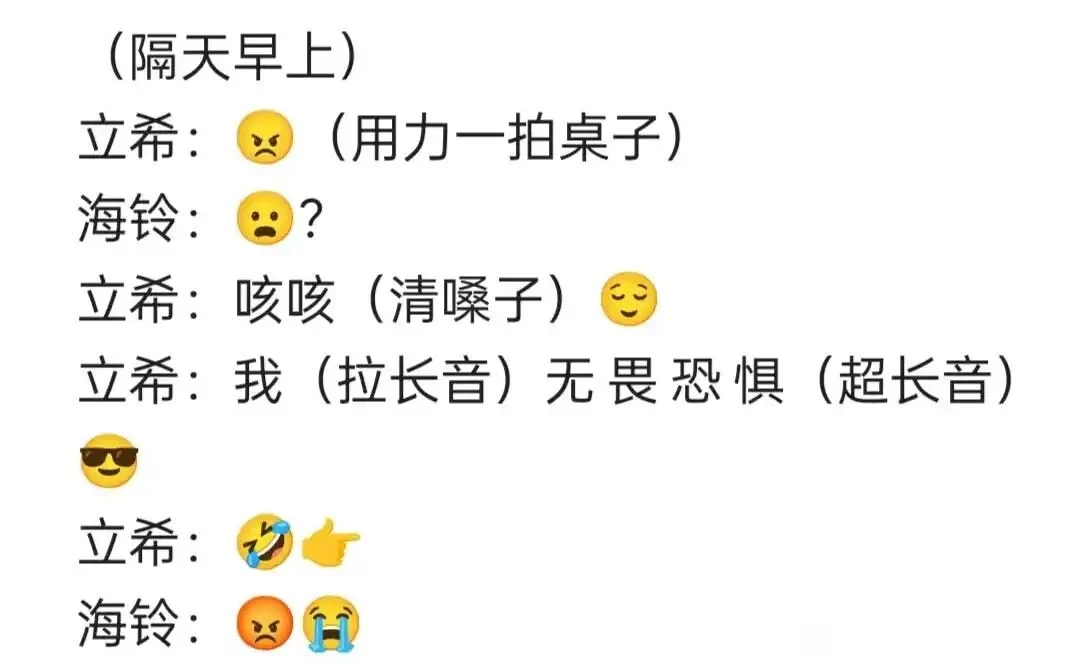 （隔天早上）
立希：😠（用力一拍桌子）
海铃：😦？
立希：咳咳（清嗓子）😌
立希：我（拉长音）无 畏 恐 惧（超长音）
😎
立希：🤣👉
海铃：😡😭